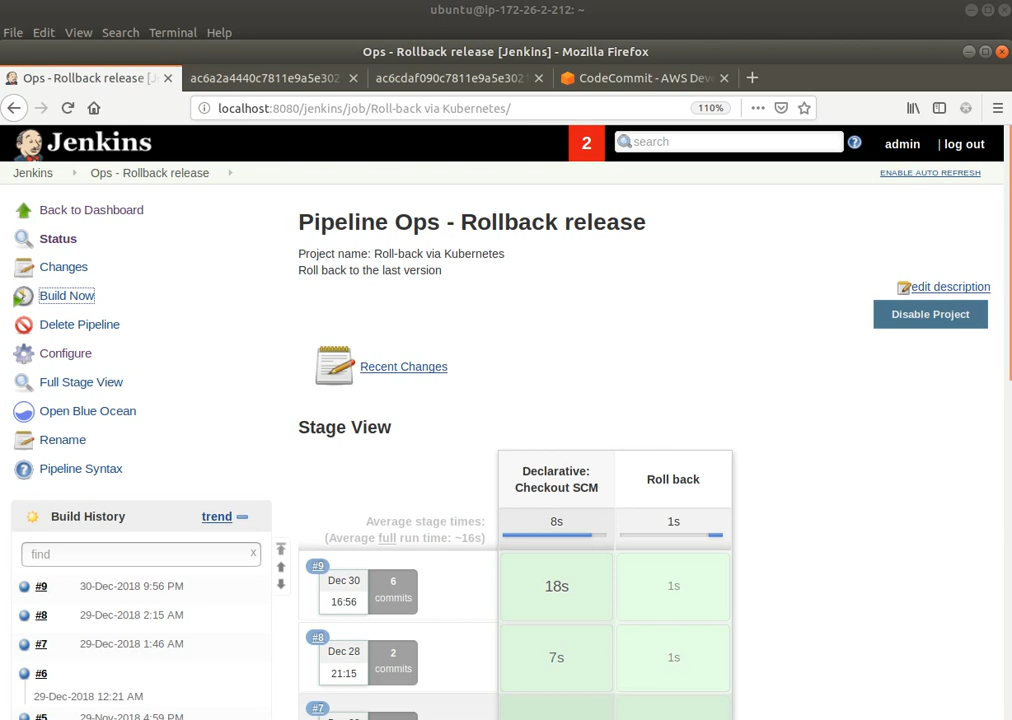 ubuntu@ip-172-26-2-212: ~
File Edit View Search Terminal Help
Ops - Rollback release [Jenkins] - Mozilla Firefox
Ops - Rollback release [J
ac6a2a4440c7811e9a5e302
ac6cdaf090c7811e9a5e302
CodeCommit - AWS Deve
localhost:8080/jenkins/job/Roll-back via Kubernetes/
110%
Jenkins
2
search
admin
| log out
Jenkins
Ops - Rollback release
ENABLE AUTO REFRESH
Back to Dashboard
Status
Changes
Build Now
Delete Pipeline
Configure
Full Stage View
Open Blue Ocean
Rename
Pipeline Syntax
Pipeline Ops - Rollback release
Project name: Roll-back via Kubernetes
Roll back to the last version
edit description
Disable Project
Recent Changes
Stage View
Declarative:
Checkout SCM
Roll back
Average stage times:
(Average full run time: ~16s)
8s
1s
#9
Dec 30
16:56
6
commits
18s
1s
#8
Dec 28
21:15
2
commits
7s
1s
#7
Build History
trend
find
x
#9 30-Dec-2018 9:56 PM
#8 29-Dec-2018 2:15 AM
#7 29-Dec-2018 1:46 AM
#6
29-Dec-2018 12:21 AM
#5 29-Nov-2018 4:59 PM